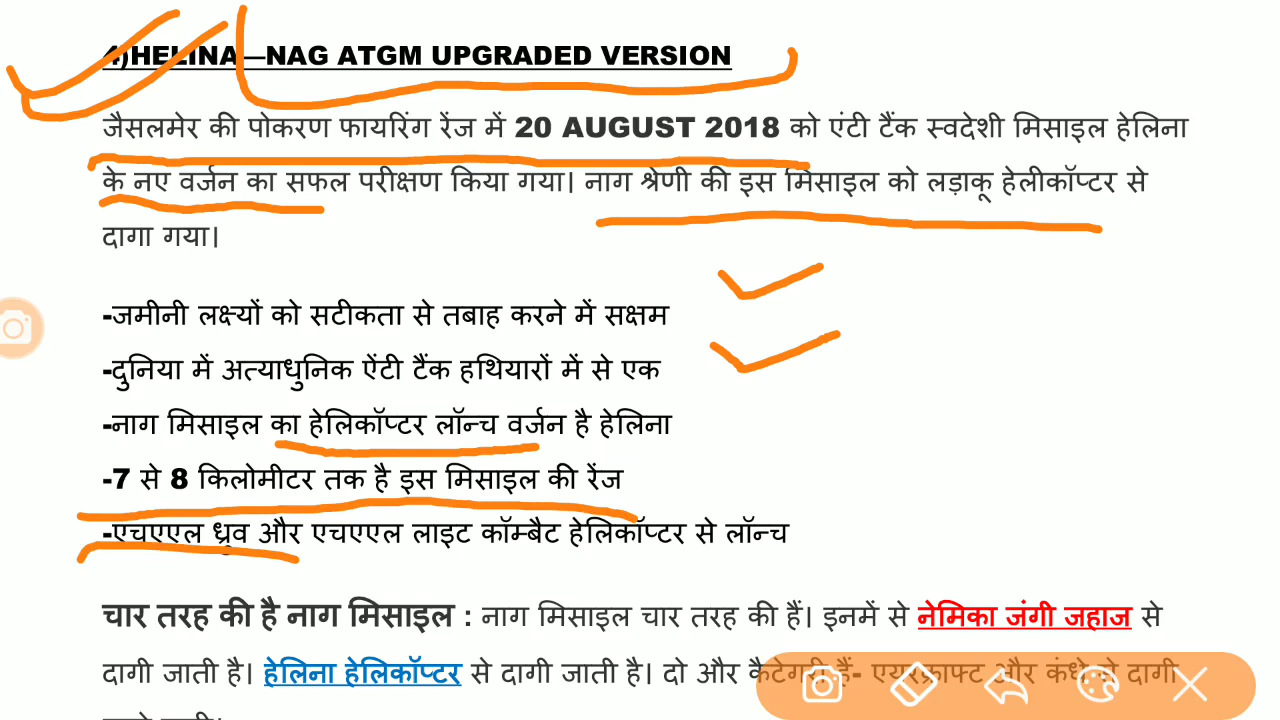 4)HELINA—NAG ATGM UPGRADED VERSION
जैसलमेर की पोकरण फायरिंग रेंज में 20 AUGUST 2018 को एंटी टैंक स्वदेशी मिसाइल हेलिना
के नए वर्जन का सफल परीक्षण किया गया। नाग श्रेणी की इस मिसाइल को लड़ाकू हेलीकॉप्टर से
दागा गया।
-जमीनी लक्ष्यों को सटीकता से तबाह करने में सक्षम
-दुनिया में अत्याधुनिक ऐंटी टैंक हथियारों में से एक
-नाग मिसाइल का हेलिकॉप्टर लॉन्च वर्जन है हेलिना
-7 से 8 किलोमीटर तक है इस मिसाइल की रेंज
-एचएएल ध्रुव और एचएएल लाइट कॉम्बैट हेलिकॉप्टर से लॉन्च
चार तरह की है नाग मिसाइल : नाग मिसाइल चार तरह की हैं। इनमें से नेमिका जंगी जहाज से
दागी जाती है। हेलिना हेलिकॉप्टर से दागी जाती है। दो और कैटेगरी हैं- एयरक्राफ्ट और कंधे से दागी